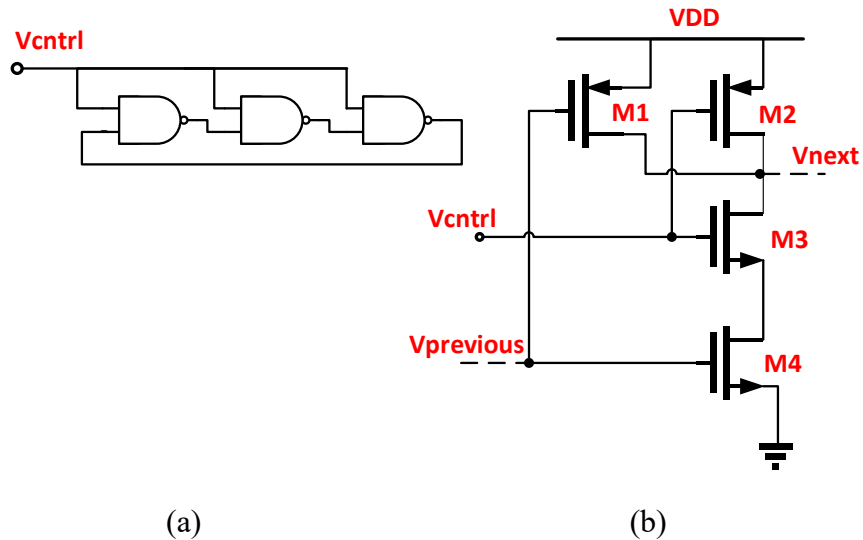 Vcntrl
VDD
M1
M2
Vnext
Vcntrl
M3
Vprevious
M4
(a)
(b)